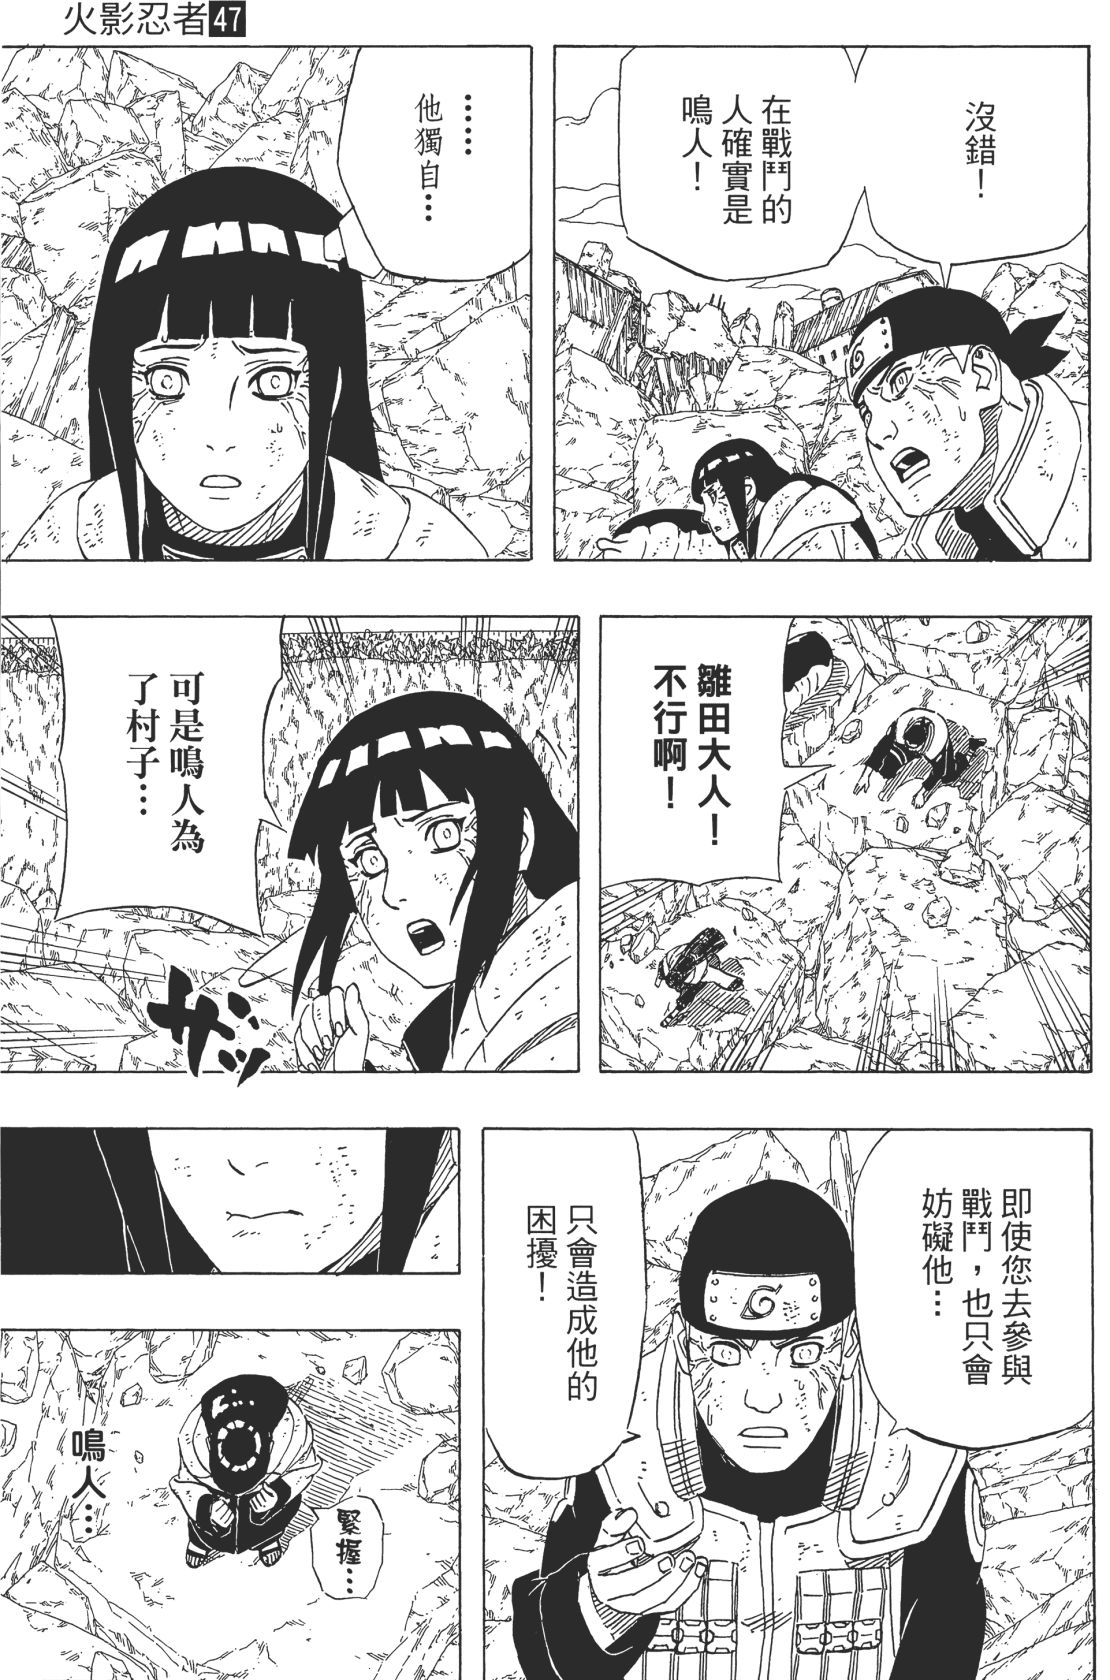 火影忍者47
沒錯！
在戰鬥的
人確實是
鳴人！
……
他獨自…
雛田大人！
不行啊！
可是鳴人為
了村子…
ザッ
即使您去參與
戰鬥，也只會
妨礙他…
只會造成他的
困擾！
緊握…
鳴人…